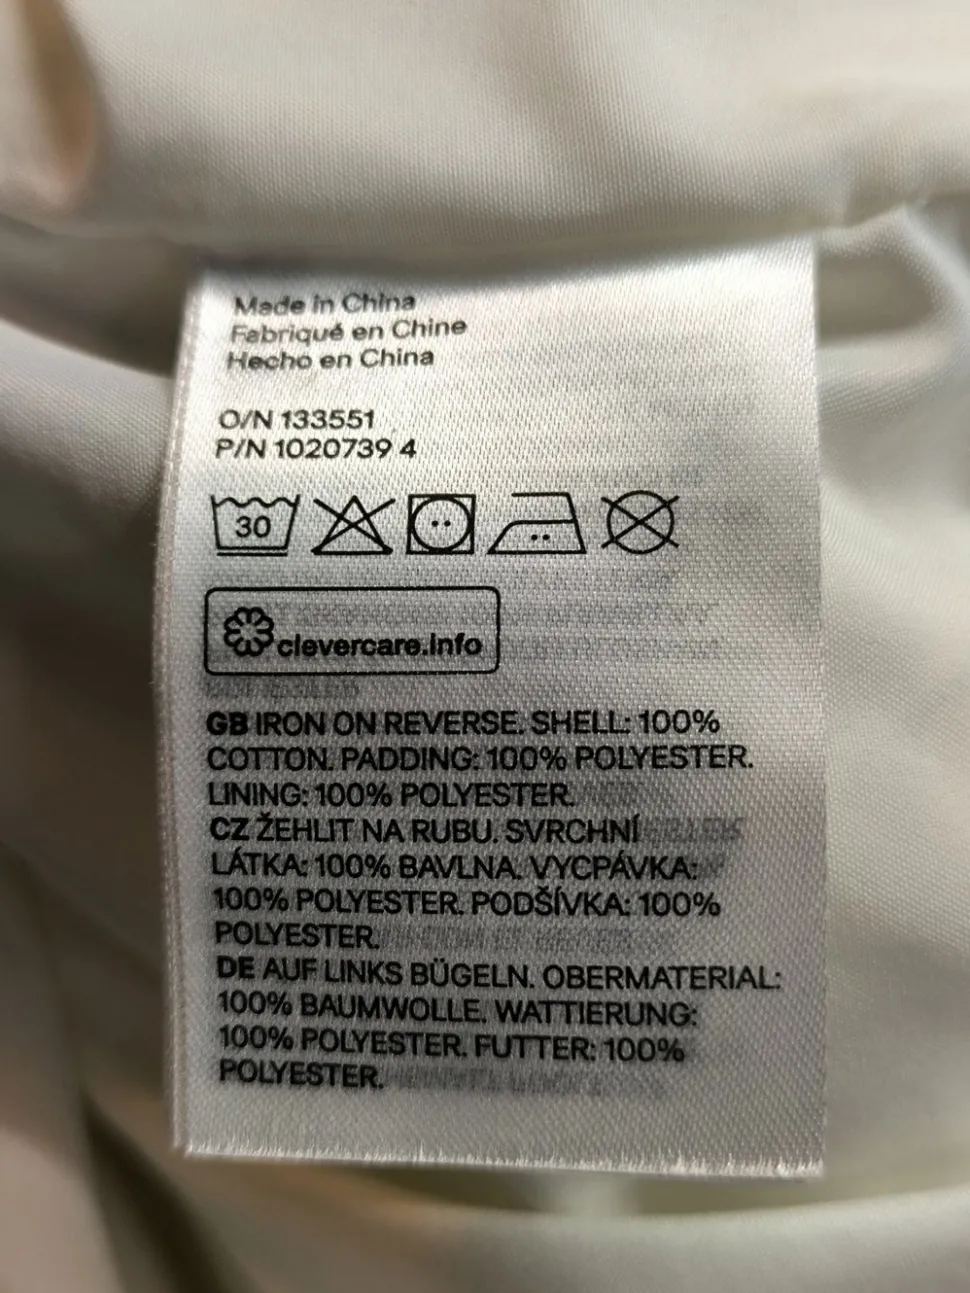 Made in China
Fabriqué en Chine
Hecho en China
O/N 133551
P/N 1020739 4
30
clevercare.info
GB IRON ON REVERSE. SHELL: 100%
COTTON. PADDING: 100% POLYESTER.
LINING: 100% POLYESTER.
CZ ŽEHLIT NA RUBU. SVRCHNÍ
LÁTKA: 100% BAVLNA. VYCPÁVKA:
100% POLYESTER. PODŠÍVKA: 100%
POLYESTER.
DE AUF LINKS BÜGELN. OBERMATERIAL:
100% BAUMWOLLE. WATTIERUNG:
100% POLYESTER. FUTTER: 100%
POLYESTER.